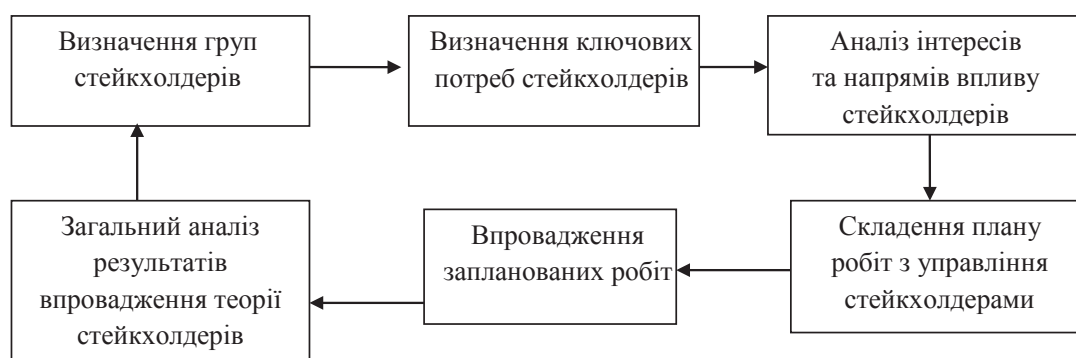 Визначення груп
стейкхолдерів
Визначення ключових
потреб стейкхолдерів
Аналіз інтересів
та напрямів впливу
стейкхолдерів
Складення плану
робіт з управління
стейкхолдерами
Впровадження
запланованих робіт
Загальний аналіз
результатів
впровадження теорії
стейкхолдерів